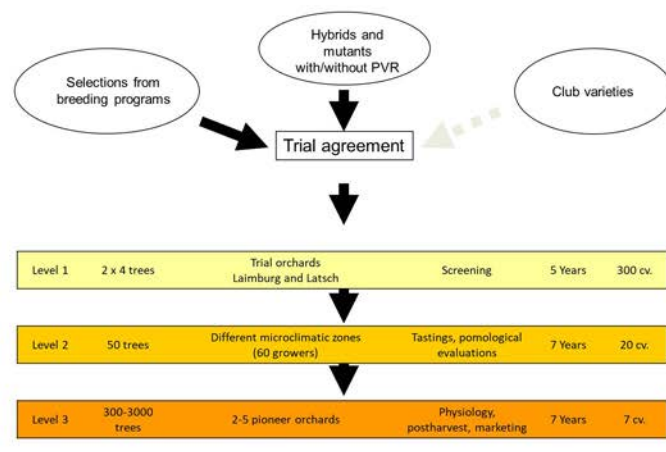 Hybrids and
mutants
with/without PVR
Selections from
breeding programs
Club varieties
Trial agreement
Level 1 2 x 4 trees Trial orchards Laimburg and Latsch Screening 5 Years 300 cv.
Level 2 50 trees Different microclimatic zones (60 growers) Tastings, pomological evaluations 7 Years 20 cv.
Level 3 300-3000 trees 2-5 pioneer orchards Physiology, postharvest, marketing 7 Years 7 cv.